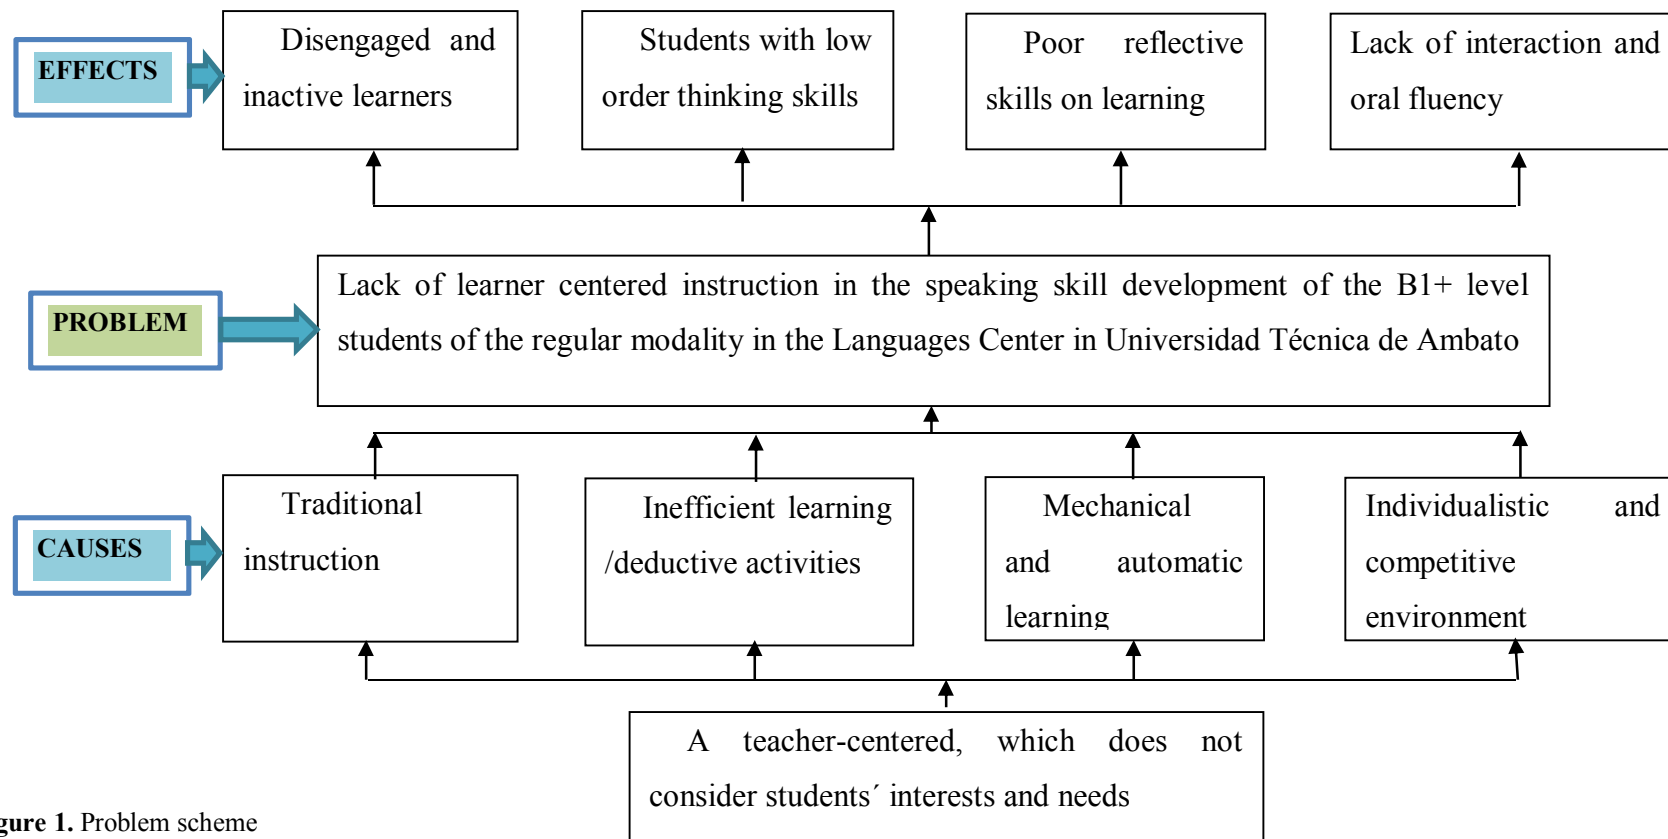 EFFECTS
Disengaged and
inactive learners
Students with low
order thinking skills
Poor reflective
skills on learning
Lack of interaction and
oral fluency
PROBLEM
Lack of learner centered instruction in the speaking skill development of the B1+ level
students of the regular modality in the Languages Center in Universidad Técnica de Ambato
CAUSES
Traditional
instruction
Inefficient learning
/deductive activities
Mechanical
and automatic
learning
Individualistic and
competitive
environment
A teacher-centered, which does not
consider students´ interests and needs
gure 1. Problem scheme